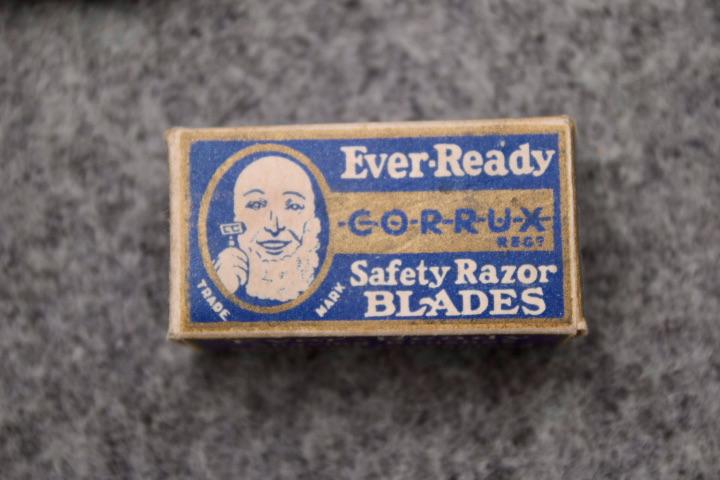 Ever-Ready
-C-O-R-R-U-X-
REGD
Safety Razor
BLADES
TRADE MARK